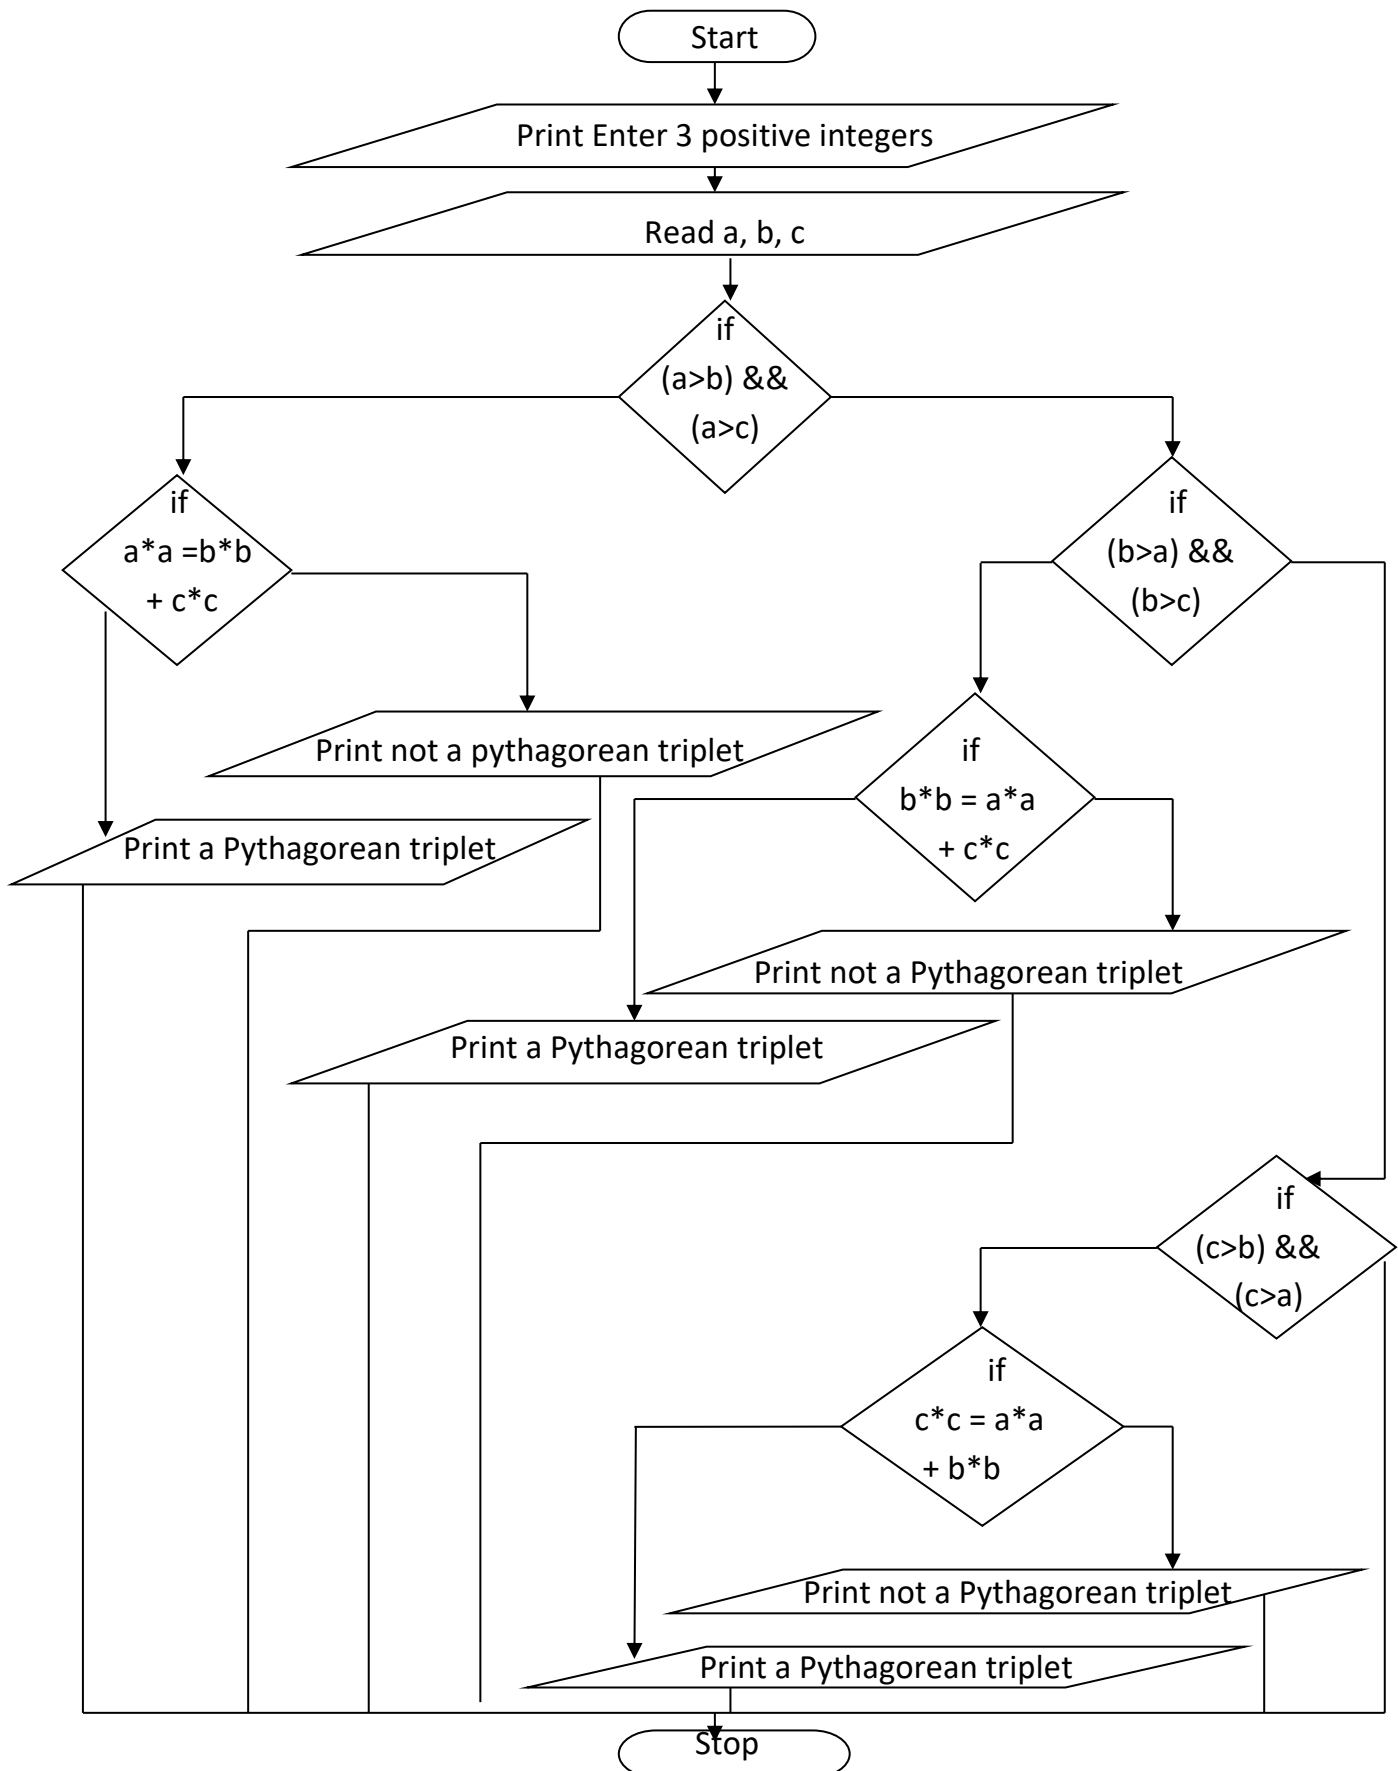 Start
Print Enter 3 positive integers
Read a, b, c
if
(a>b) &&
(a>c)
if
a*a =b*b
+ c*c
if
(b>a) &&
(b>c)
Print not a pythagorean triplet
if
b*b = a*a
+ c*c
Print a Pythagorean triplet
Print not a Pythagorean triplet
Print a Pythagorean triplet
if
(c>b) &&
(c>a)
if
c*c = a*a
+ b*b
Print not a Pythagorean triplet
Print a Pythagorean triplet
Stop